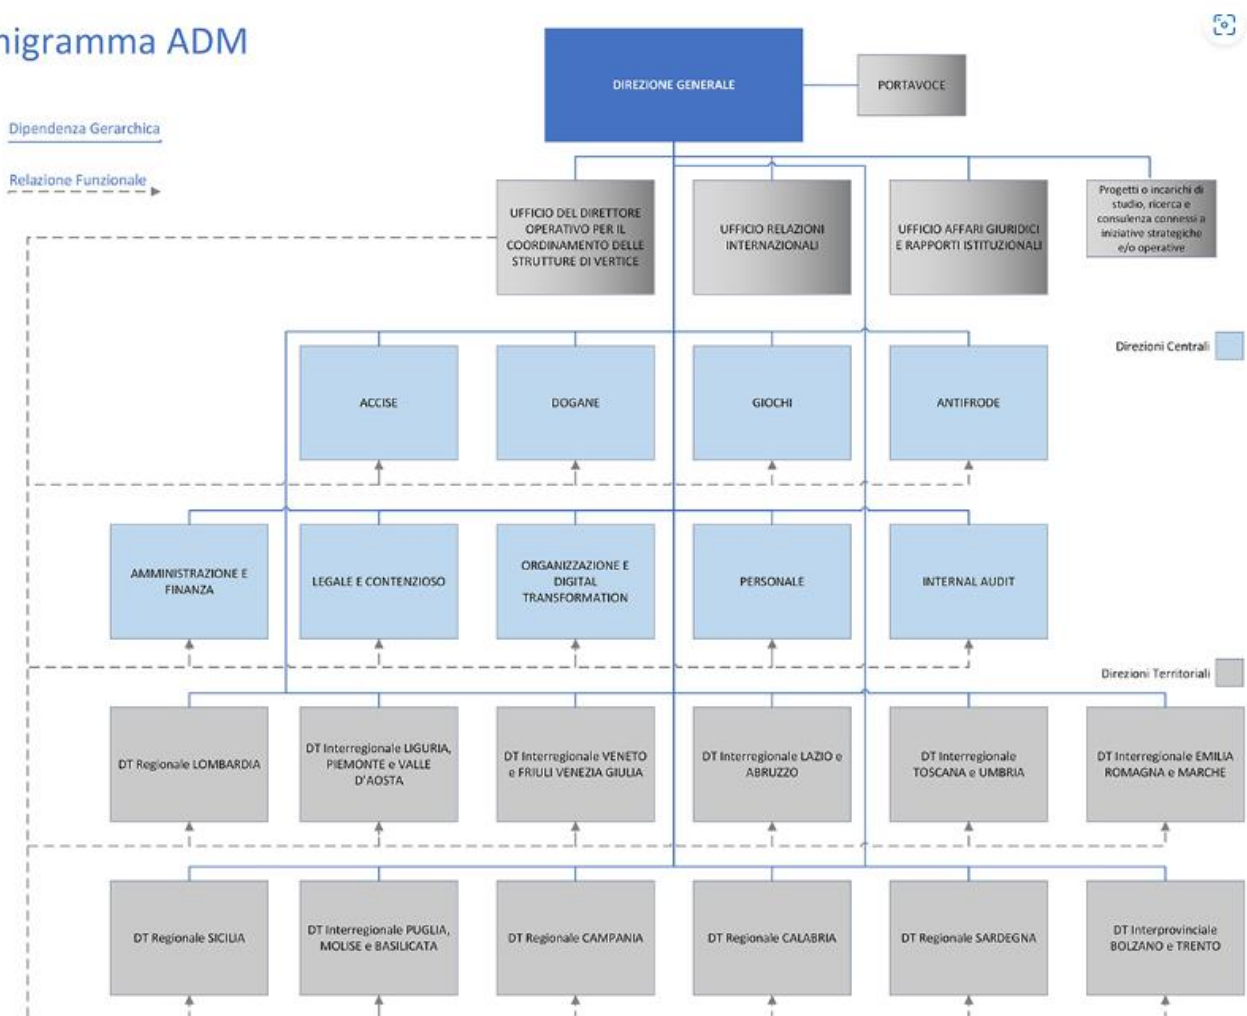 nigramma ADM
DIREZIONE GENERALE
PORTAVOCE
Dipendenza Gerarchica
Relazione Funzionale
UFFICIO DEL DIRETTORE
OPERATIVO PER IL
COORDINAMENTO DELLE
STRUTTURE DI VERTICE
UFFICIO RELAZIONI
INTERNAZIONALI
UFFICIO AFFARI GIURIDICI
E RAPPORTI ISTITUZIONALI
Progetti o incarichi di
studio, ricerca e
consulenza connessi a
iniziative strategiche
e/o operative
Direzioni Centrali
ACCISE
DOGANE
GIOCHI
ANTIFRODE
AMMINISTRAZIONE E
FINANZA
LEGALE E CONTENZIOSO
ORGANIZZAZIONE E
DIGITAL
TRANSFORMATION
PERSONALE
INTERNAL AUDIT
Direzioni Territoriali
DT Regionale LOMBARDIA
DT Interregionale LIGURIA,
PIEMONTE e VALLE
D'AOSTA
DT Interregionale VENETO
e FRIULI VENEZIA GIULIA
DT Interregionale LAZIO e
ABRUZZO
DT Interregionale
TOSCANA e UMBRIA
DT Interregionale EMILIA
ROMAGNA e MARCHE
DT Regionale SICILIA
DT Interregionale PUGLIA,
MOLISE e BASILICATA
DT Regionale CAMPANIA
DT Regionale CALABRIA
DT Regionale SARDEGNA
DT Interprovinciale
BOLZANO e TRENTO